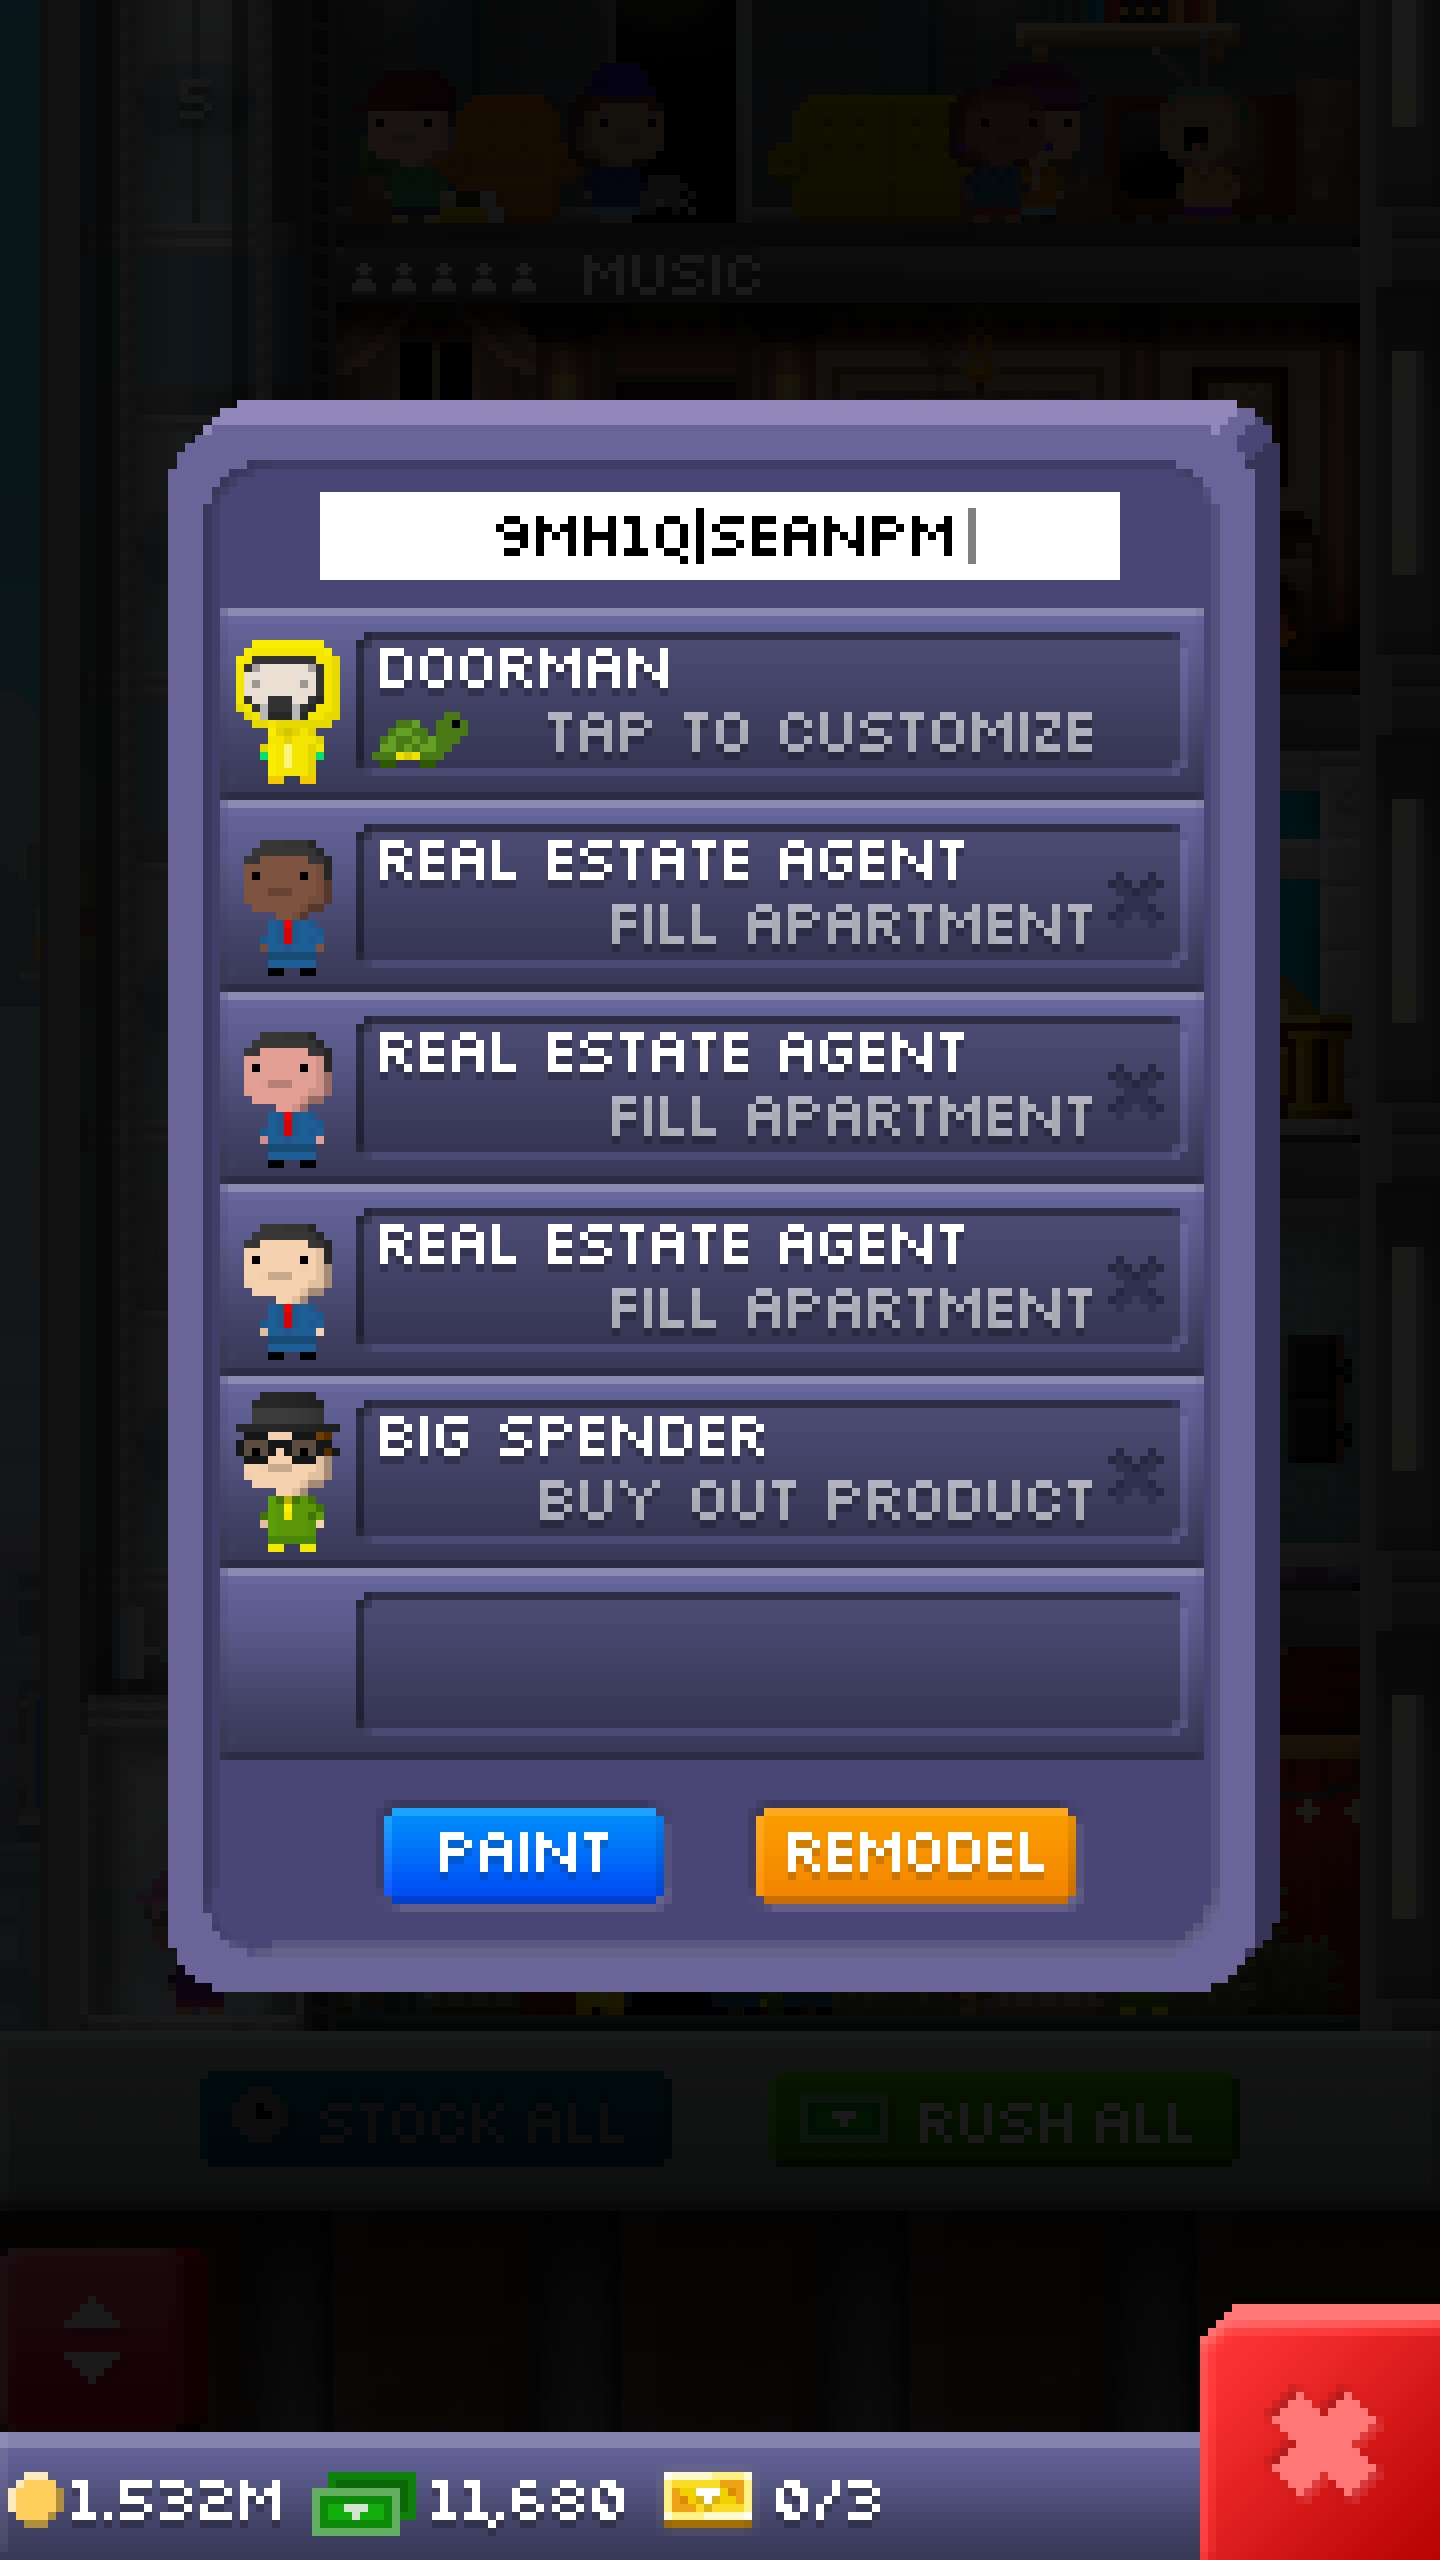 S
MUSIC
9MH1Q|SEANPM
DOORMAN
TAP TO CUSTOMIZE
REAL ESTATE AGENT
FILL APARTMENT
REAL ESTATE AGENT
FILL APARTMENT
REAL ESTATE AGENT
FILL APARTMENT
BIG SPENDER
BUY OUT PRODUCT
PAINT REMODEL
STOCK ALL RUSH ALL
1.532M 11,680 0/3